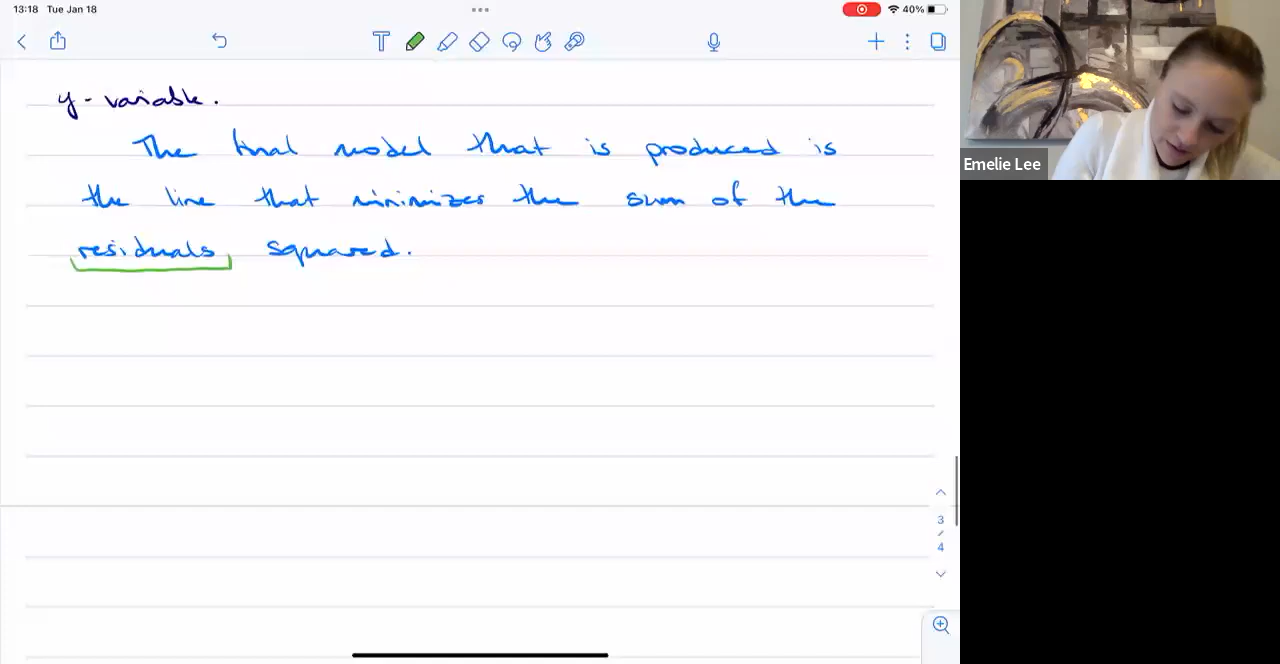 13:18 Tue Jan 18
40%
y-variable.
The final model that is produced is
the line that minimizes the sum of the
residuals squared.
3
/
4
Emelie Lee